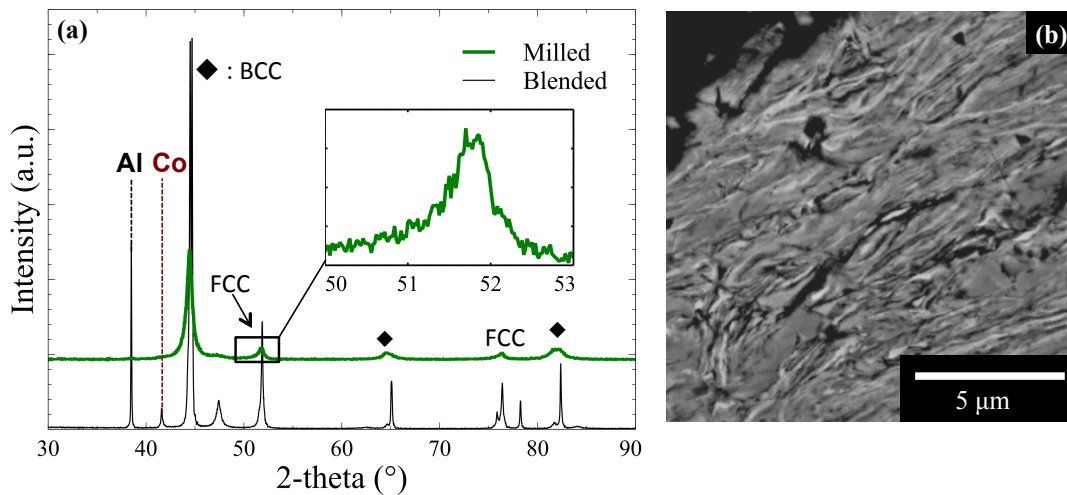 (a)
◆ : BCC
Milled
Blended
Al Co
FCC
50 51 52 53
FCC
Intensity (a.u.)
30 40 50 60 70 80 90
2-theta (°)
(b)
5 μm